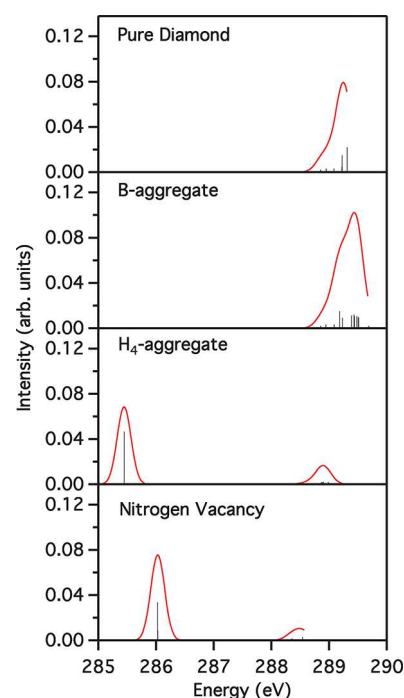 0.12
Pure Diamond
0.08
0.04
0.00
0.12
B-aggregate
0.08
0.04
0.00
0.12
H₄-aggregate
0.08
0.04
0.00
0.12
Nitrogen Vacancy
0.08
0.04
0.00
Intensity (arb. units)
285 286 287 288 289 290
Energy (eV)